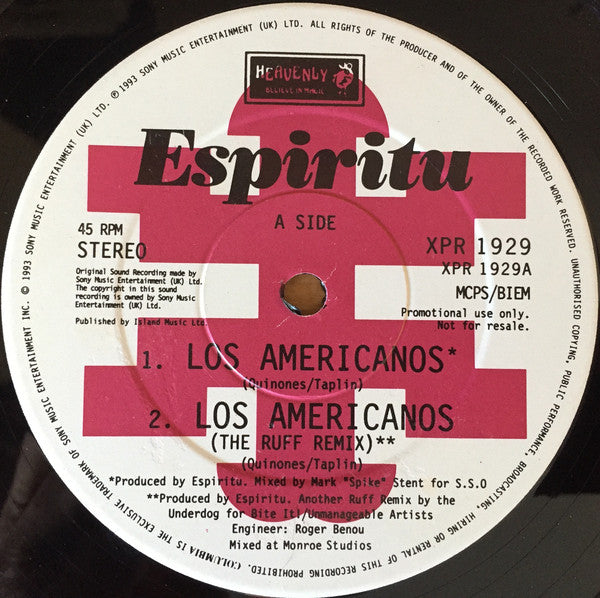 ℗1993 SONY MUSIC ENTERTAINMENT (UK) LTD. ©1993 SONY MUSIC ENTERTAINMENT (UK) LTD. ALL RIGHTS OF THE PRODUCER AND OF THE OWNER OF THE RECORDED WORK RESERVED. UNAUTHORISED COPYING, PUBLIC PERFORMANCE, BROADCASTING, HIRING OR RENTAL OF THIS RECORDING PROHIBITED.
"COLUMBIA" IS THE EXCLUSIVE TRADEMARK OF SONY MUSIC ENTERTAINMENT INC. © 1993 SONY MUSIC ENTERTAINMENT (UK) LTD.
HEAVENLY
BELIEVE IN MAGIC
Espiritu
A SIDE
45 RPM
STEREO
XPR 1929
XPR 1929A
MCPS/BIEM
Original Sound Recording made by
Sony Music Entertainment (UK) Ltd.
The copyright in this sound
recording is owned by Sony Music
Entertainment (UK) Ltd.
Promotional use only.
Not for resale.
Published by Island Music Ltd.
1. LOS AMERICANOS*
(Quinones/Taplin)
2. LOS AMERICANOS
(THE RUFF REMIX)**
(Quinones/Taplin)
*Produced by Espiritu. Mixed by Mark "Spike" Stent for S.S.O
**Produced by Espiritu. Another Ruff Remix by the
Underdog for Bite It!/Unmanageable Artists
Engineer: Roger Benou
Mixed at Monroe Studios